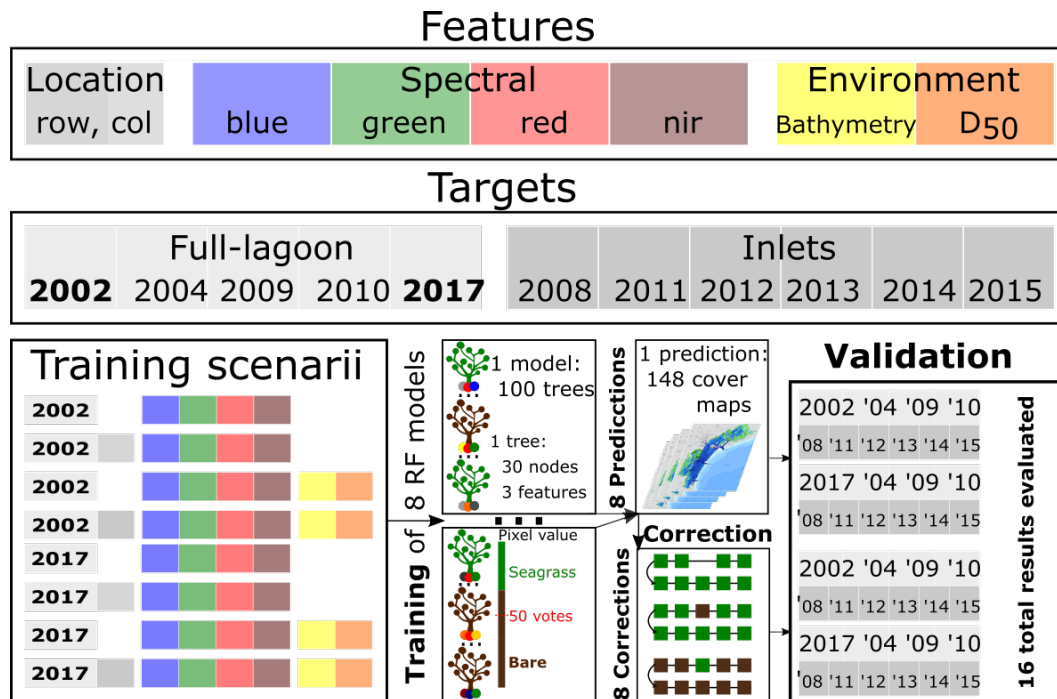 Features
Location Spectral Environment
row, col blue green red nir Bathymetry D50
Targets
Full-lagoon Inlets
2002 2004 2009 2010 2017 2008 2011 2012 2013 2014 2015
Training scenarii
2002
2002
2002
2002
2017
2017
2017
2017
Training of 8 RF models
1 model:
100 trees
1 tree:
30 nodes
3 features
Pixel value
Seagrass
50 votes
Bare
8 Predicctions
1 prediction:
148 cover
maps
8 Corrections
Correction
Validation
2002 '04 '09 '10
'08 '11 '12 '13 '14 '15
2017 '04 '09 '10
'08 '11 '12 '13 '14 '15
2002 '04 '09 '10
'08 '11 '12 '13 '14 '15
2017 '04 '09 '10
'08 '11 '12 '13 '14 '15
16 total results evaluated